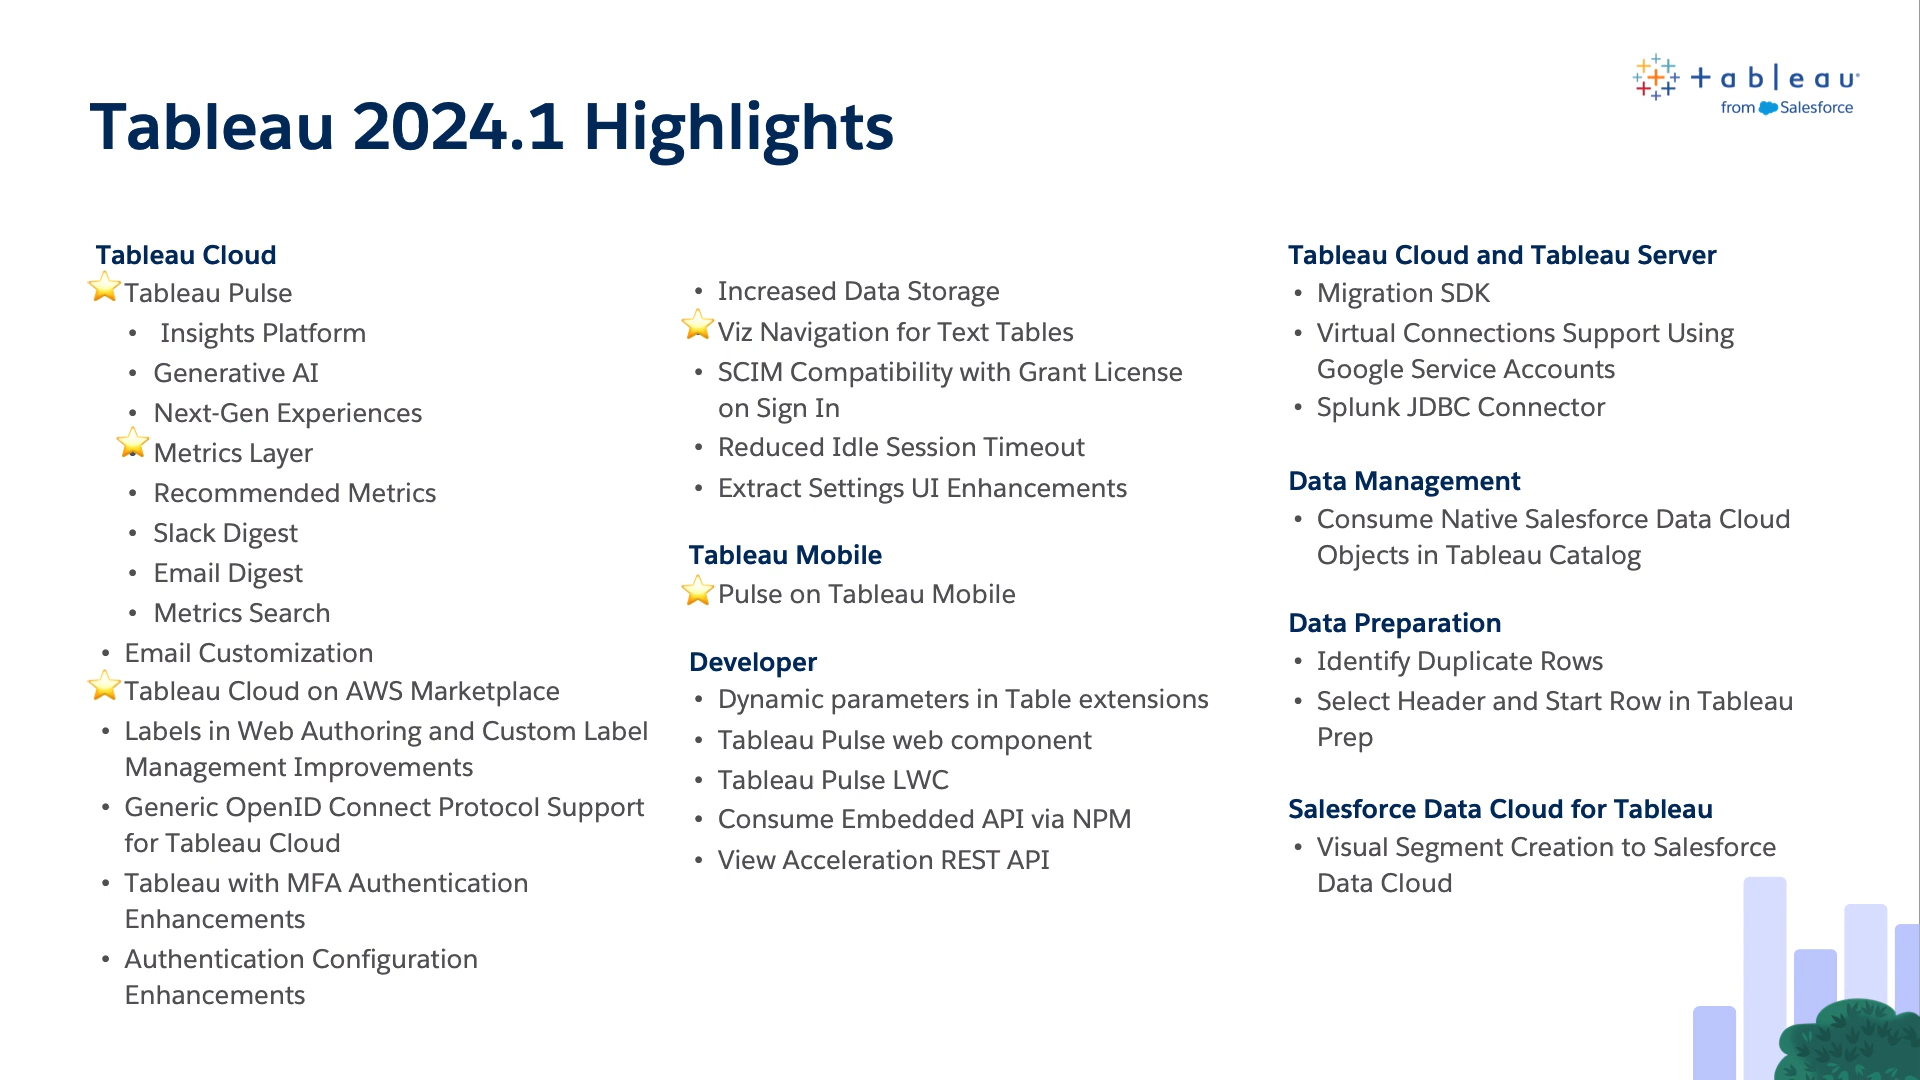 Tableau 2024.1 Highlights
+ableau
from Salesforce
Tableau Cloud
Tableau Pulse
• Insights Platform
• Generative AI
• Next-Gen Experiences
Metrics Layer
• Recommended Metrics
• Slack Digest
• Email Digest
• Metrics Search
• Email Customization
Tableau Cloud on AWS Marketplace
• Labels in Web Authoring and Custom Label
Management Improvements
• Generic OpenID Connect Protocol Support
for Tableau Cloud
• Tableau with MFA Authentication
Enhancements
• Authentication Configuration
Enhancements
• Increased Data Storage
Viz Navigation for Text Tables
• SCIM Compatibility with Grant License
on Sign In
• Reduced Idle Session Timeout
• Extract Settings UI Enhancements
Tableau Mobile
Pulse on Tableau Mobile
Developer
• Dynamic parameters in Table extensions
• Tableau Pulse web component
• Tableau Pulse LWC
• Consume Embedded API via NPM
• View Acceleration REST API
Tableau Cloud and Tableau Server
• Migration SDK
• Virtual Connections Support Using
Google Service Accounts
• Splunk JDBC Connector
Data Management
• Consume Native Salesforce Data Cloud
Objects in Tableau Catalog
Data Preparation
• Identify Duplicate Rows
• Select Header and Start Row in Tableau
Prep
Salesforce Data Cloud for Tableau
• Visual Segment Creation to Salesforce
Data Cloud